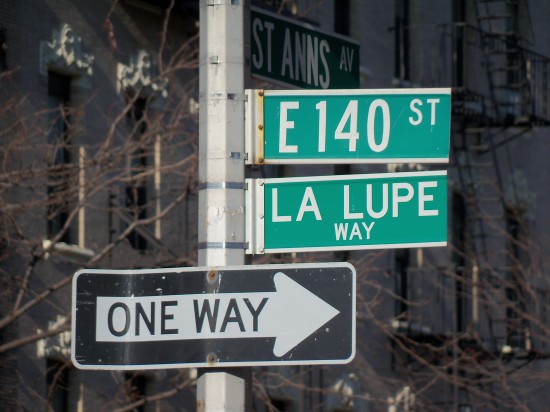 ST ANNS AV
E 140 ST
LA LUPE
WAY
ONE WAY